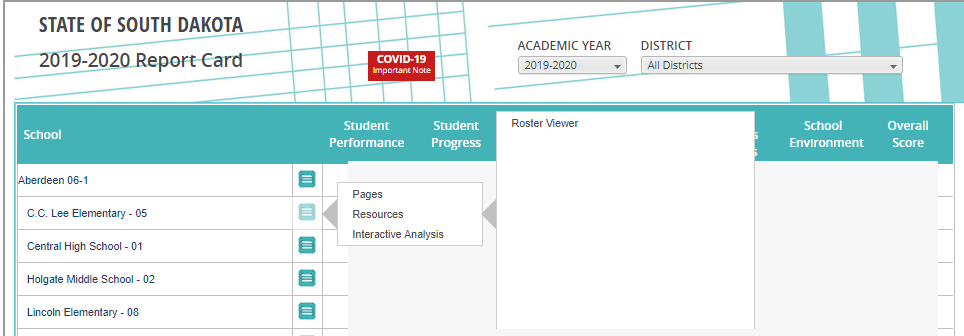 STATE OF SOUTH DAKOTA
2019-2020 Report Card
COVID-19
Important Note
ACADEMIC YEAR
DISTRICT
2019-2020
All Districts
School
Student Performance
Student Progress
School Environment
Overall Score
Roster Viewer
Aberdeen 06-1
C.C. Lee Elementary - 05
Pages
Resources
Interactive Analysis
Central High School - 01
Holgate Middle School - 02
Lincoln Elementary - 08